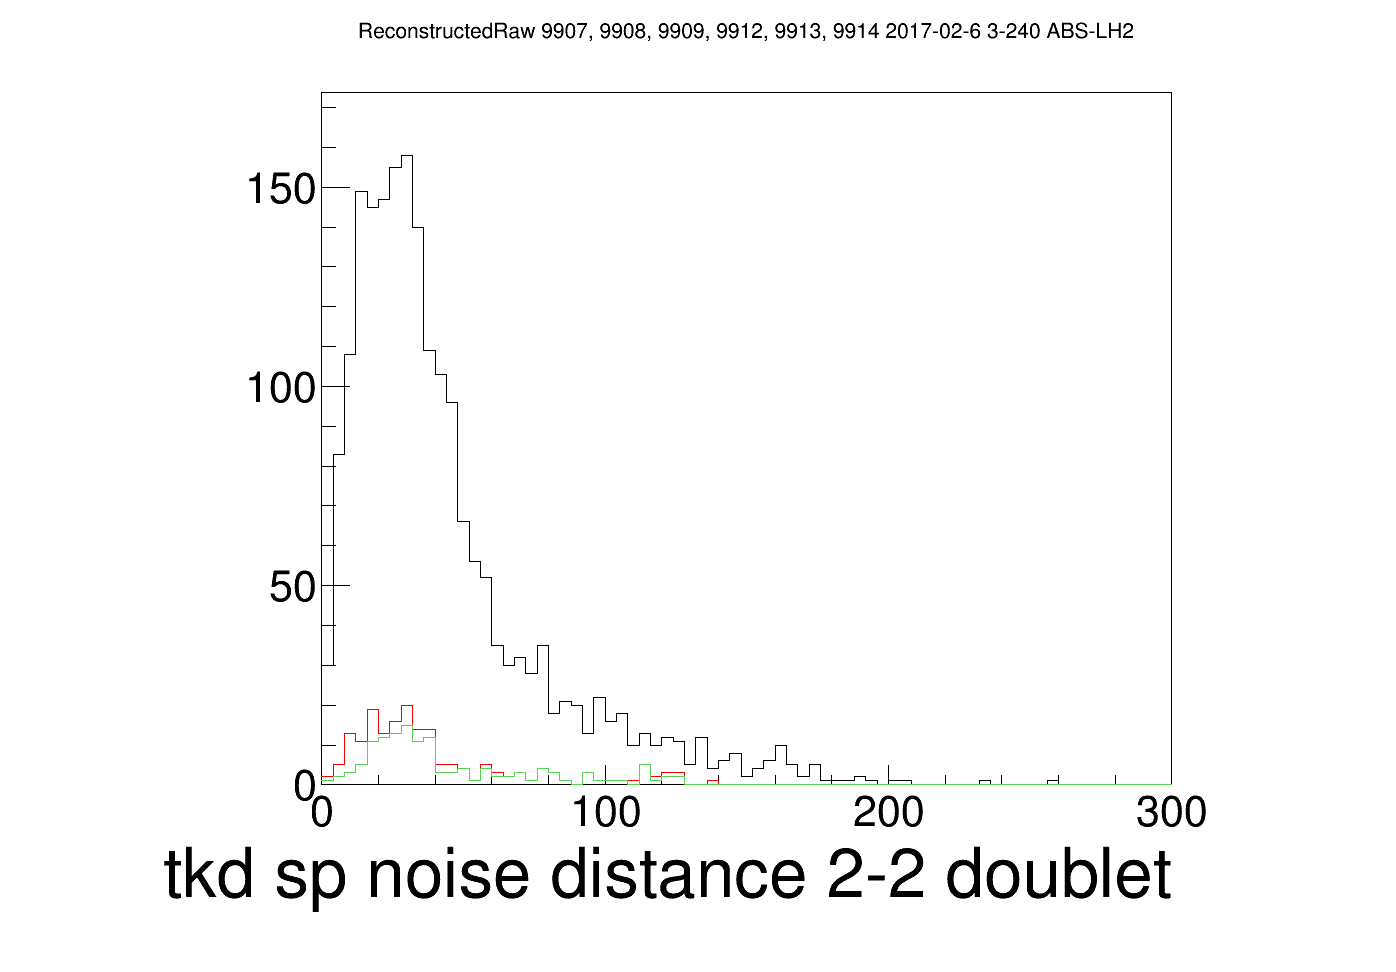 ReconstructedRaw 9907, 9908, 9909, 9912, 9913, 9914 2017-02-6 3-240 ABS-LH2
150
100
50
0
0 100 200 300
tkd sp noise distance 2-2 doublet